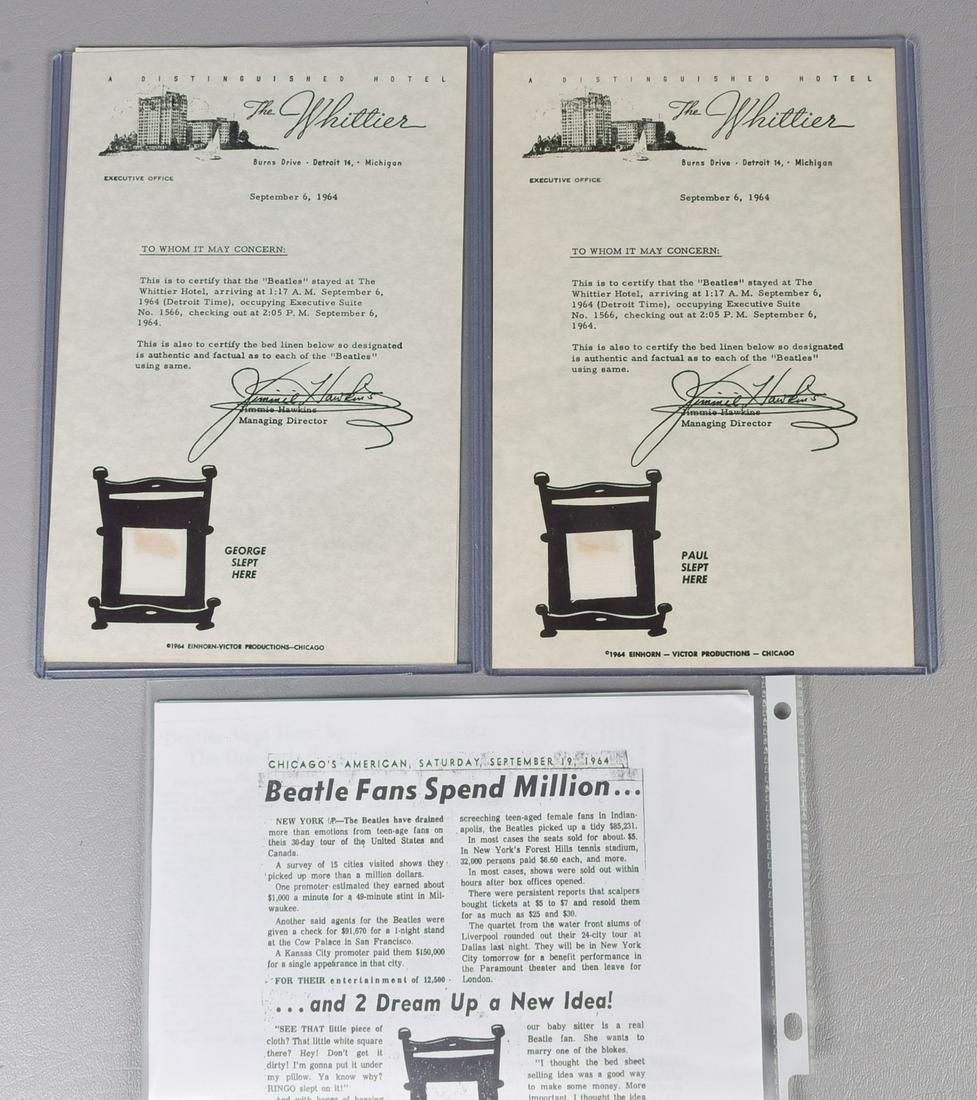 A DISTINGUISHED HOTEL
The Whittier
Burns Drive · Detroit 14, · Michigan
EXECUTIVE OFFICE
September 6, 1964
TO WHOM IT MAY CONCERN:
This is to certify that the "Beatles" stayed at The
Whittier Hotel, arriving at 1:17 A. M. September 6,
1964 (Detroit Time), occupying Executive Suite
No. 1566, checking out at 2:05 P. M. September 6,
1964.
This is also to certify the bed linen below so designated
is authentic and factual as to each of the "Beatles"
using same.
Jimmie Hawkins
Jimmie Hawkins
Managing Director
GEORGE
SLEPT
HERE
©1964 EINHORN-VICTOR PRODUCTIONS—CHICAGO
A DISTINGUISHED HOTEL
The Whittier
Burns Drive · Detroit 14, · Michigan
EXECUTIVE OFFICE
September 6, 1964
TO WHOM IT MAY CONCERN:
This is to certify that the "Beatles" stayed at The
Whittier Hotel, arriving at 1:17 A. M. September 6,
1964 (Detroit Time), occupying Executive Suite
No. 1566, checking out at 2:05 P. M. September 6,
1964.
This is also to certify the bed linen below so designated
is authentic and factual as to each of the "Beatles"
using same.
Jimmie Hawkins
Jimmie Hawkins
Managing Director
PAUL
SLEPT
HERE
©1964 EINHORN — VICTOR PRODUCTIONS — CHICAGO
CHICAGO'S AMERICAN, SATURDAY, SEPTEMBER 19, 1964
Beatle Fans Spend Million...
NEW YORK UP—The Beatles have drained
more than emotions from teen-age fans on
theis 30-day tour of the United States and
Canada.
A survey of 15 cities visited shows they
picked up more than a million dollars.
One promoter estimated they earned about
$1,000 a minute for a 49-minute stint in Mil-
waukee.
Another said agents for the Beatles were
given a check for $91,670 for a 1-night stand
at the Cow Palace in San Francisco.
A Kansas City promoter paid them $150,000
for a single appearance in that city.
FOR THEIR entertainment of 12,500
screeching teen-aged female fans in Indian-
apolis, the Beatles picked up a tidy $85,231.
In most cases the seats sold for about $5.
In New York's Forest Hills tennis stadium,
32,000 persons paid $6.60 each, and more.
In most cases, shows were sold out within
hours after box offices opened.
There were persistent reports that scalpers
bought tickets at $5 to $7 and resold them
for as much as $25 and $30.
The quartet from the water front slums of
Liverpool rounded out their 24-city tour at
Dallas last night. They will be in New York
City tomorrow for a benefit performance in
the Paramount theater and then leave for
London.
...and 2 Dream Up a New Idea!
"SEE THAT little piece of
cloth? That little white square
there? Hey! Don't get it
dirty! I'm gonna put it under
my pillow. Ya know why?
RINGO slept on it!"
And with hopes of hearing
our baby sitter is a real
Beatle fan. She wants to
marry one of the blokes.
"I thought the bed sheet
selling idea was a good way
to make some money. More
important, I thought the idea